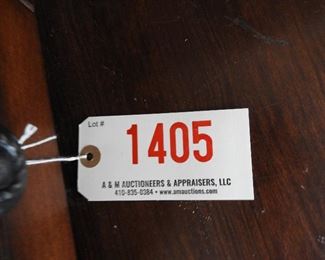 Lot #
1405
A & M AUCTIONEERS & APPRAISERS, LLC
410-835-0384 • www.amauctions.com